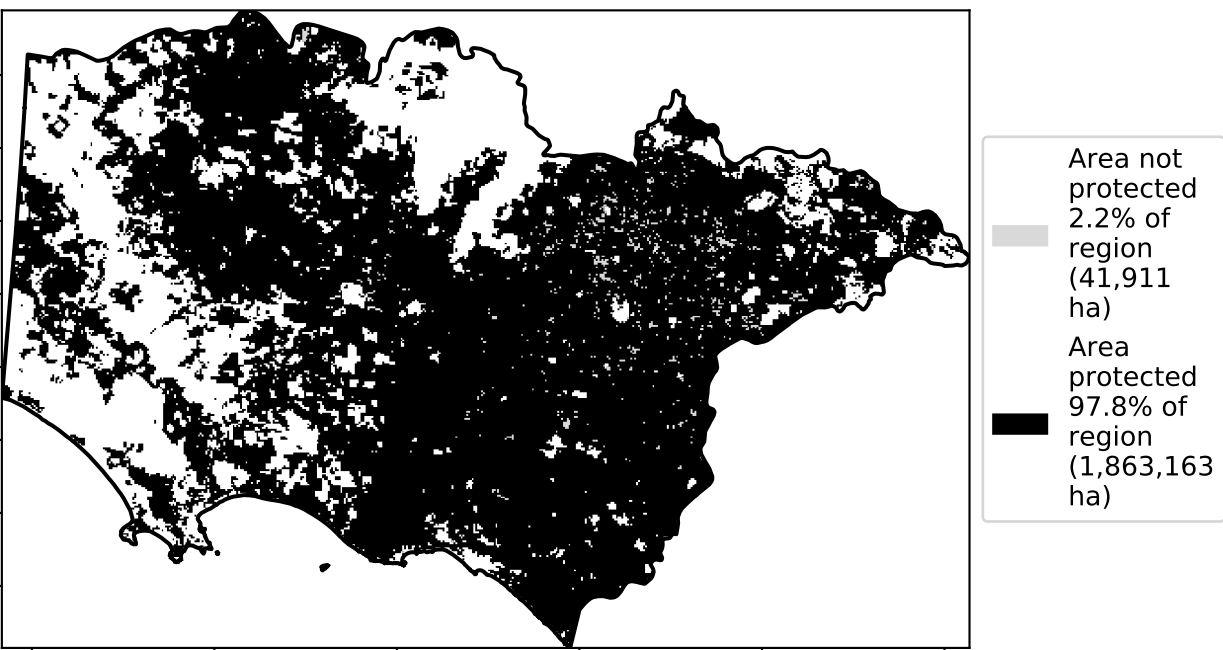 Area not
protected
2.2% of
region
(41,911
ha)
Area
protected
97.8% of
region
(1,863,163
ha)